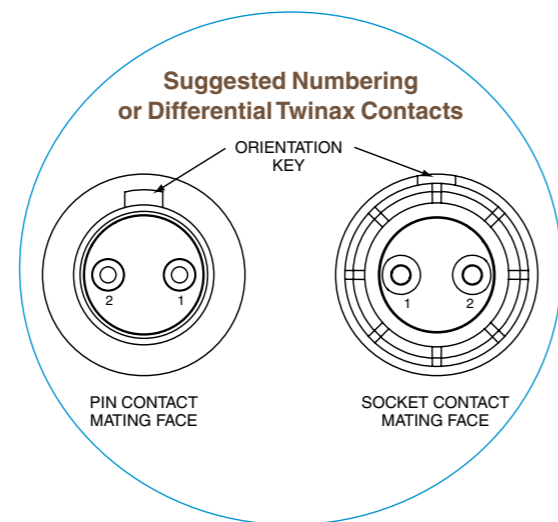 Suggested Numbering
or Differential Twinax Contacts
ORIENTATION
KEY
2 1
1 2
PIN CONTACT
MATING FACE
SOCKET CONTACT
MATING FACE